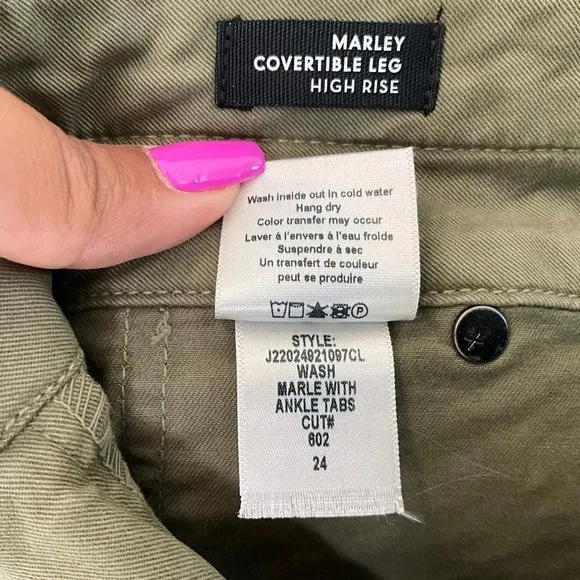 MARLEY
COVERTIBLE LEG
HIGH RISE
Wash inside out in cold water
Hang dry
Color transfer may occur
Laver à l'envers à l'eau froide
Suspendre à sec
Un transfert de couleur
peut se produire
STYLE:
J22024921097CL
WASH
MARLE WITH
ANKLE TABS
CUT#
602
24